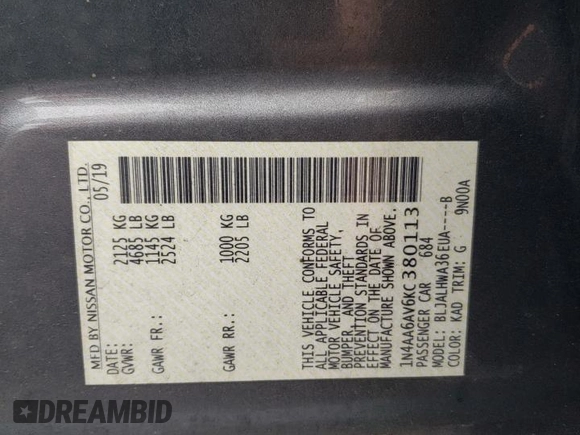 MFD BY NISSAN MOTOR CO., LTD.
DATE: 05/19
GVWR: 2125 KG
4685 LB
GAWR FR.: 1145 KG
2524 LB
GAWR RR.: 1000 KG
2205 LB
THIS VEHICLE CONFORMS TO
ALL APPLICABLE FEDERAL
MOTOR VEHICLE SAFETY,
BUMPER, AND THEFT
PREVENTION STANDARDS IN
EFFECT ON THE DATE OF
MANUFACTURE SHOWN ABOVE.
1N4AA6AV6KC380113
PASSENGER CAR 684
MODEL: BLJALHWA36EUA----B
COLOR: KAD TRIM: G 9N00A
DREAMBID